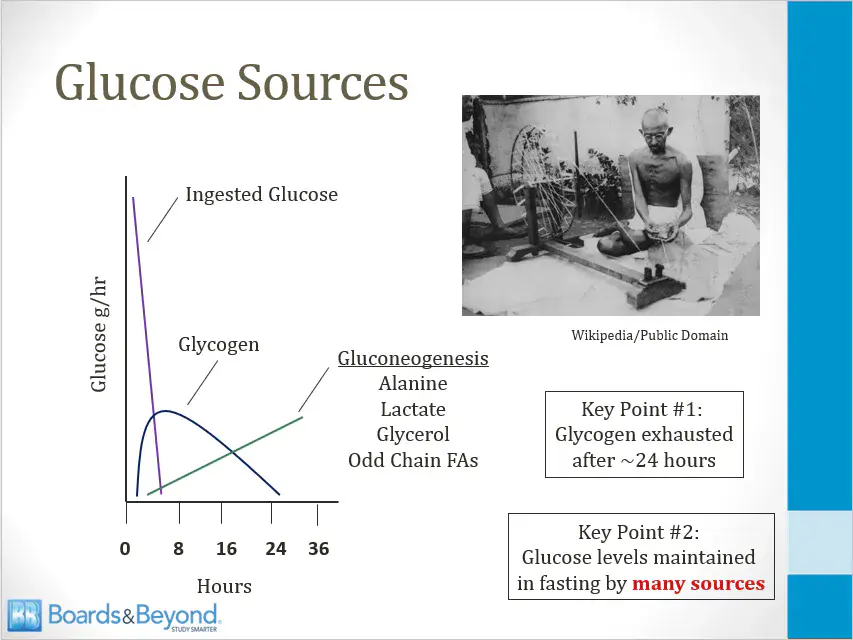 Glucose Sources
Ingested Glucose
Glucose g/hr
Glycogen
Gluconeogenesis
Alanine
Lactate
Glycerol
Odd Chain FAs
0 8 16 24 36
Hours
Wikipedia/Public Domain
Key Point #1:
Glycogen exhausted
after ~24 hours
Key Point #2:
Glucose levels maintained
in fasting by many sources
BB Boards&Beyond.
STUDY SMARTER